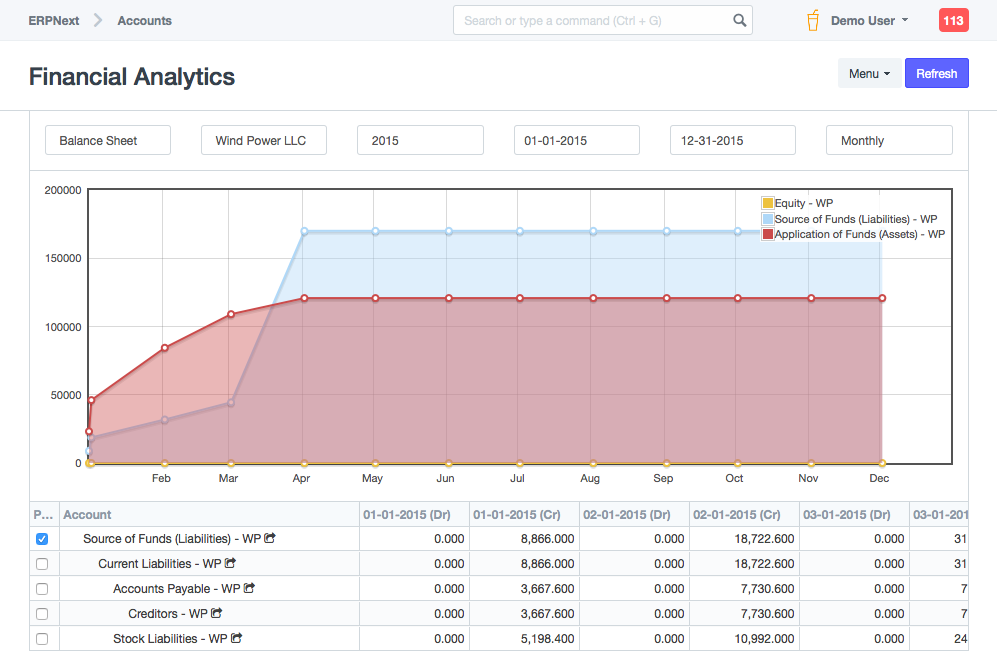 ERPNext Accounts Search or type a command (Ctrl + G) Demo User 113
Financial Analytics Menu Refresh
Balance Sheet Wind Power LLC 2015 01-01-2015 12-31-2015 Monthly
200000
150000
100000
50000
0
Equity - WP
Source of Funds (Liabilities) - WP
Application of Funds (Assets) - WP
Feb Mar Apr May Jun Jul Aug Sep Oct Nov Dec
P... Account 01-01-2015 (Dr) 01-01-2015 (Cr) 02-01-2015 (Dr) 02-01-2015 (Cr) 03-01-2015 (Dr) 03-01-201
Source of Funds (Liabilities) - WP 0.000 8,866.000 0.000 18,722.600 0.000 31
Current Liabilities - WP 0.000 8,866.000 0.000 18,722.600 0.000 31
Accounts Payable - WP 0.000 3,667.600 0.000 7,730.600 0.000 7
Creditors - WP 0.000 3,667.600 0.000 7,730.600 0.000 7
Stock Liabilities - WP 0.000 5,198.400 0.000 10,992.000 0.000 24